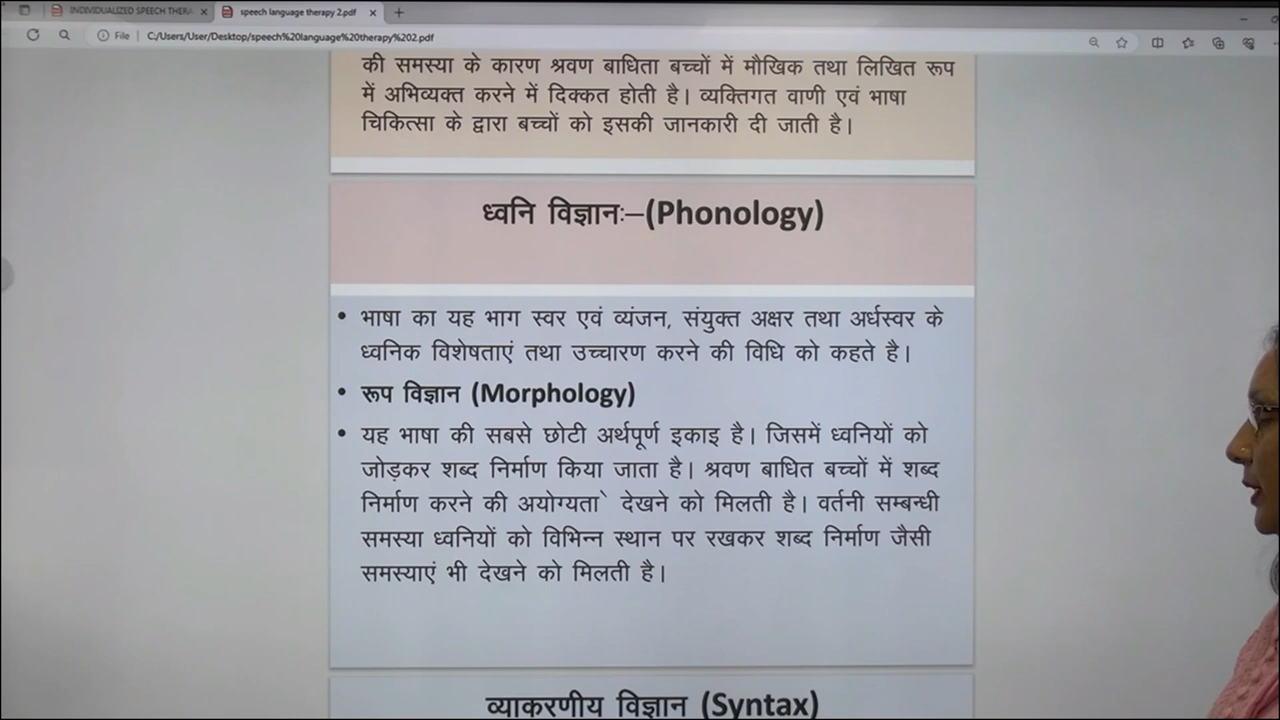 INDIVIDUALIZED SPEECH THERA
speech language therapy 2.pdf
File
C:/Users/User/Desktop/speech%20language%20therapy%202.pdf
की समस्या के कारण श्रवण बाधिता बच्चों में मौखिक तथा लिखित रूप
में अभिव्यक्त करने में दिक्कत होती है। व्यक्तिगत वाणी एवं भाषा
चिकित्सा के द्वारा बच्चों को इसकी जानकारी दी जाती है।
ध्वनि विज्ञानः–(Phonology)
• भाषा का यह भाग स्वर एवं व्यंजन, संयुक्त अक्षर तथा अर्धस्वर के
ध्वनिक विशेषताएं तथा उच्चारण करने की विधि को कहते है।
• रूप विज्ञान (Morphology)
• यह भाषा की सबसे छोटी अर्थपूर्ण इकाइ है। जिसमें ध्वनियों को
जोड़कर शब्द निर्माण किया जाता है। श्रवण बाधित बच्चों में शब्द
निर्माण करने की अयोग्यता` देखने को मिलती है। वर्तनी सम्बन्धी
समस्या ध्वनियों को विभिन्न स्थान पर रखकर शब्द निर्माण जैसी
समस्याएं भी देखने को मिलती है।
व्याकरणीय विज्ञान (Syntax)